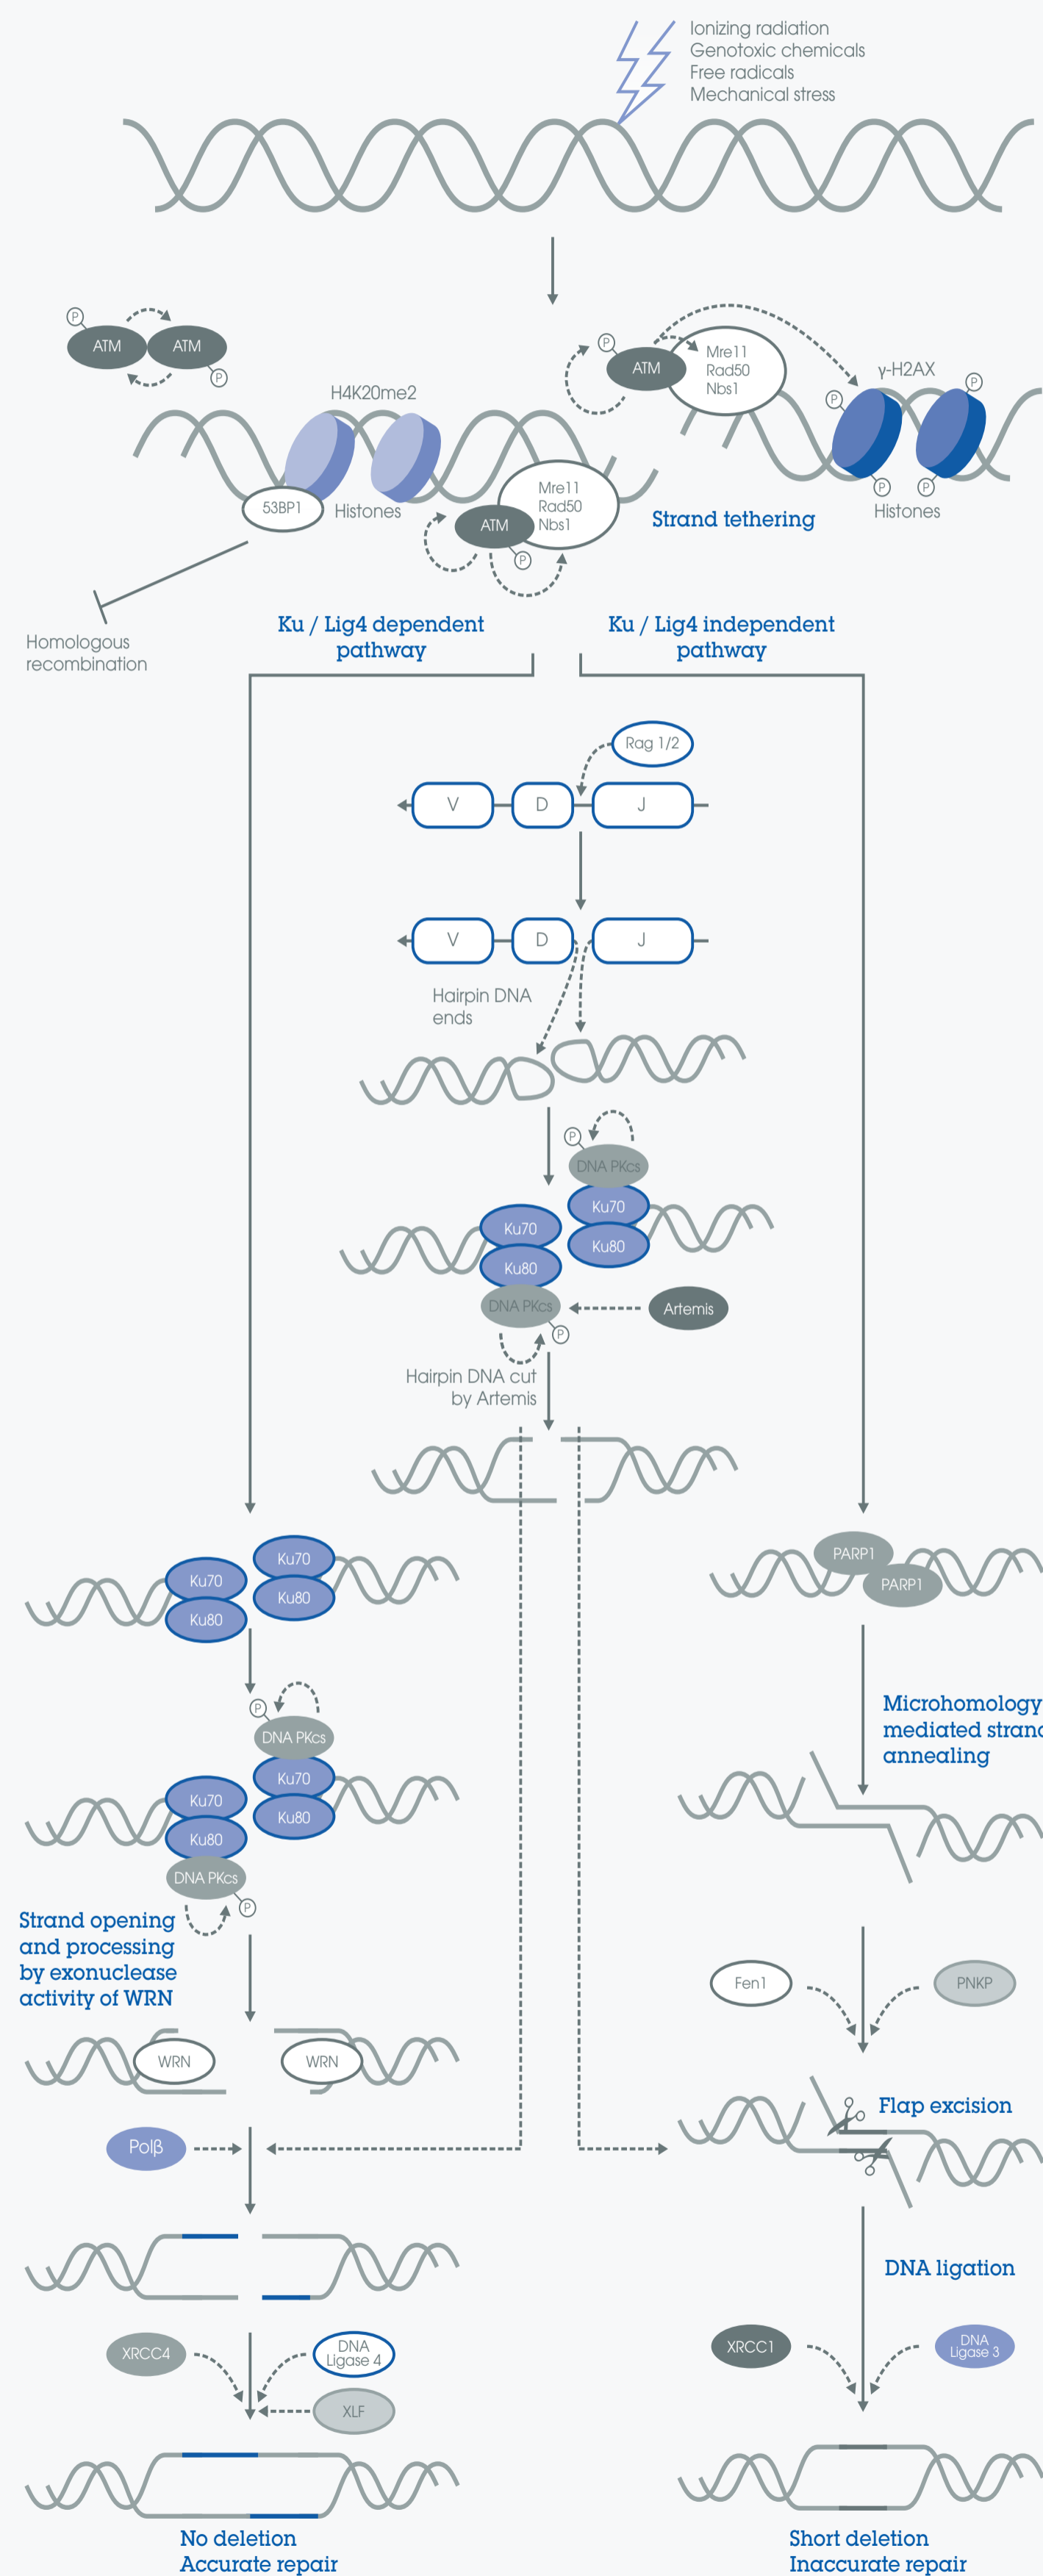 Ionizing radiation
Genotoxic chemicals
Free radicals
Mechanical stress
P
ATM
ATM
P
H4K20me2
53BP1
Histones
Mre11
Rad50
Nbs1
ATM
P
P
ATM
Mre11
Rad50
Nbs1
γ-H2AX
P
P
P
P
Histones
Strand tethering
Homologous
recombination
Ku / Lig4 dependent
pathway
Ku / Lig4 independent
pathway
Rag 1/2
V
D
J
V
D
J
Hairpin DNA
ends
P
DNA PKcs
Ku70
Ku80
Ku70
Ku80
DNA PKcs
P
Artemis
Hairpin DNA cut
by Artemis
Ku70
Ku80
Ku70
Ku80
P
DNA PKcs
Ku70
Ku80
Ku70
Ku80
DNA PKcs
P
Strand opening
and processing
by exonuclease
activity of WRN
WRN
WRN
Polβ
XRCC4
DNA
Ligase 4
XLF
No deletion
Accurate repair
PARP1
PARP1
Microhomology
mediated strand
annealing
Fen1
PNKP
Flap excision
DNA ligation
XRCC1
DNA
Ligase 3
Short deletion
Inaccurate repair